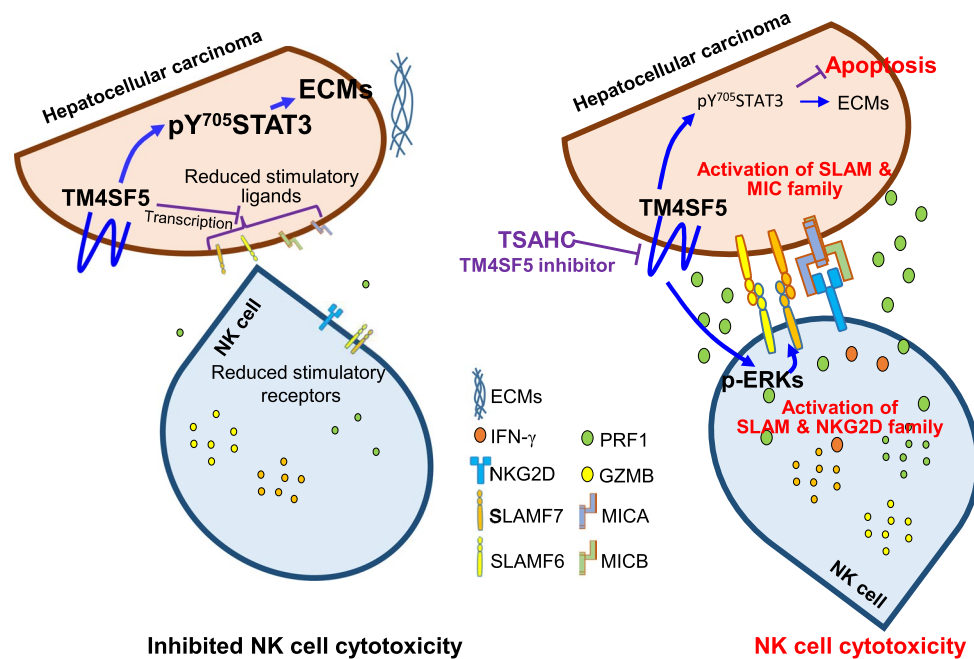 Hepatocellular carcinoma
ECMs
pY705STAT3
TM4SF5
Reduced stimulatory
ligands
Transcription
NK cell
Reduced stimulatory
receptors
Inhibited NK cell cytotoxicity
ECMs
IFN-γ
PRF1
NKG2D
GZMB
SLAMF7
MICA
SLAMF6
MICB
Hepatocellular carcinoma
Apoptosis
pY705STAT3
ECMs
Activation of SLAM &
MIC family
TM4SF5
TSAHC
TM4SF5 inhibitor
p-ERKs
Activation of
SLAM & NKG2D family
NK cell
NK cell cytotoxicity